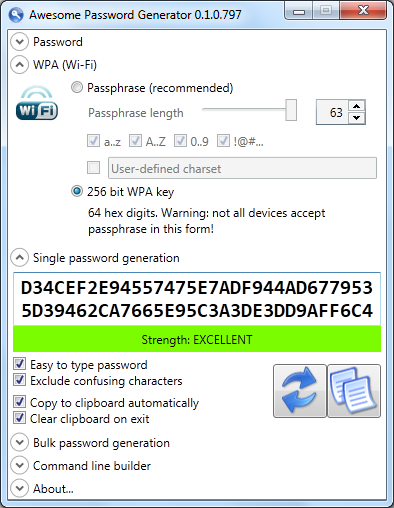 Awesome Password Generator 0.1.0.797
Password
WPA (Wi-Fi)
Wi Fi
Passphrase (recommended)
Passphrase length
63
a..z
A..Z
0..9
!@#...
User-defined charset
256 bit WPA key
64 hex digits. Warning: not all devices accept
passphrase in this form!
Single password generation
D34CEF2E94557475E7ADF944AD677953
5D39462CA7665E95C3A3DE3DD9AFF6C4
Strength: EXCELLENT
Easy to type password
Exclude confusing characters
Copy to clipboard automatically
Clear clipboard on exit
Bulk password generation
Command line builder
About...